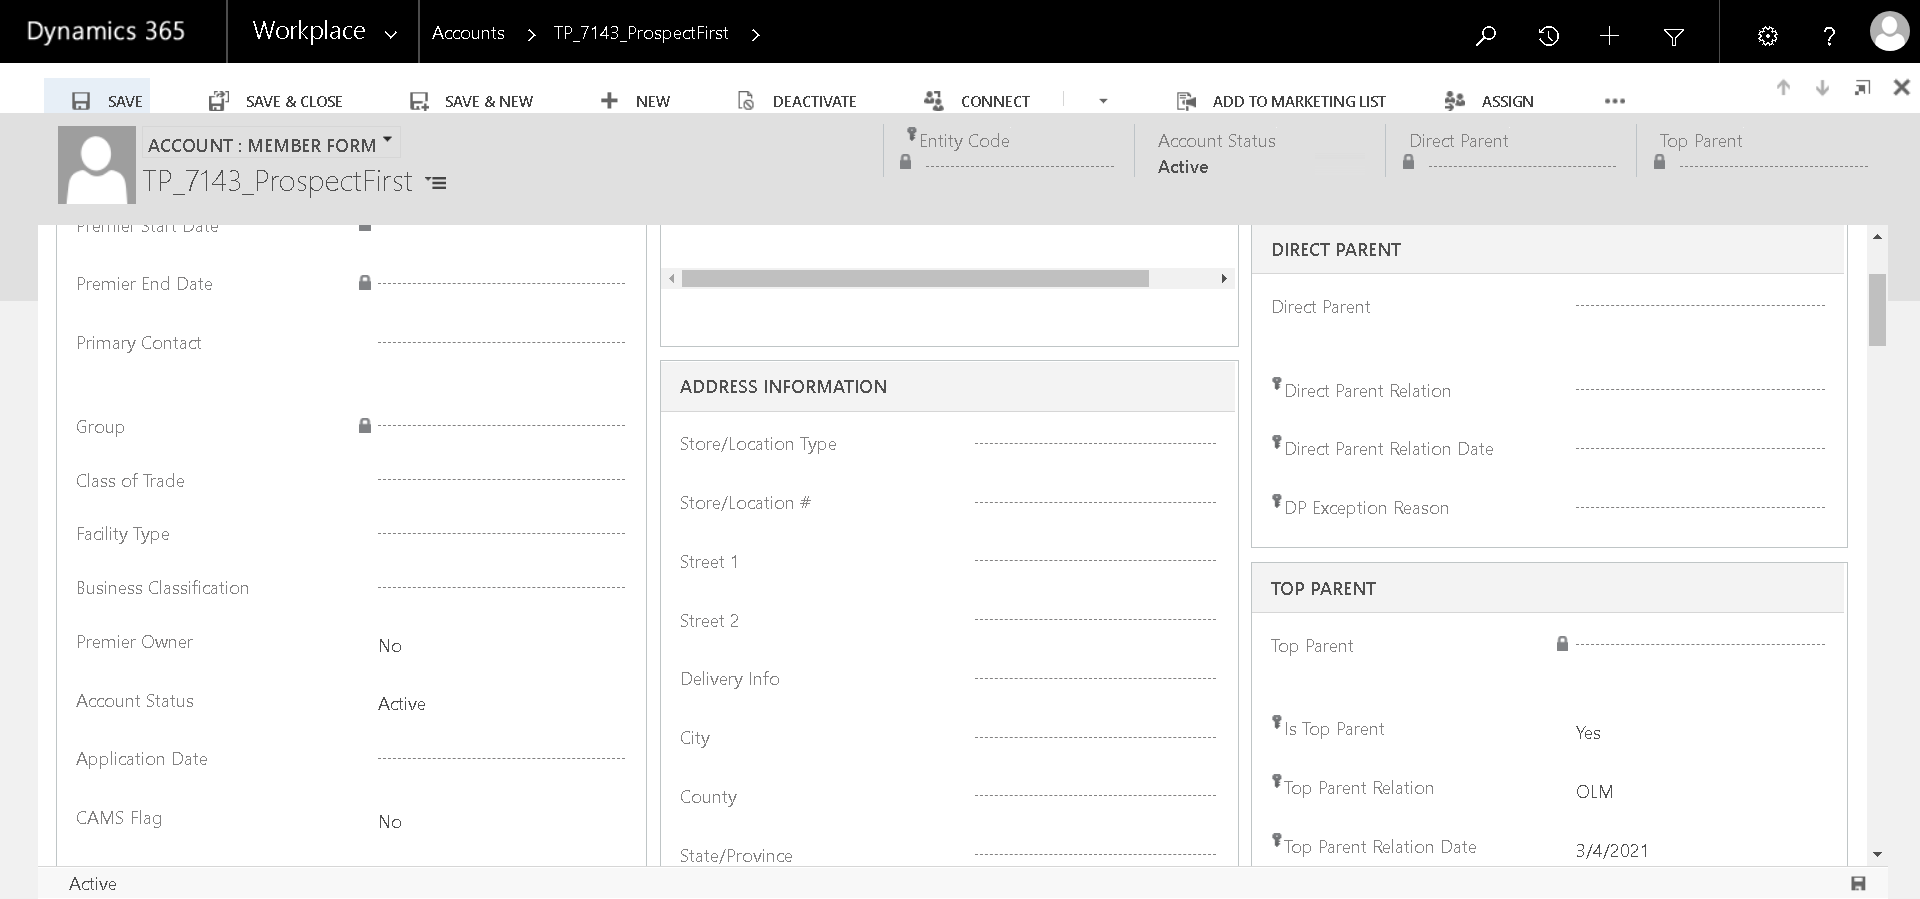 Dynamics 365
Workplace
Accounts
TP_7143_ProspectFirst
SAVE
SAVE & CLOSE
SAVE & NEW
NEW
DEACTIVATE
CONNECT
ADD TO MARKETING LIST
ASSIGN
ACCOUNT : MEMBER FORM
TP_7143_ProspectFirst
Entity Code
Account Status
Active
Direct Parent
Top Parent
Premier Start Date
Premier End Date
Primary Contact
Group
Class of Trade
Facility Type
Business Classification
Premier Owner
No
Account Status
Active
Application Date
CAMS Flag
No
ADDRESS INFORMATION
Store/Location Type
Store/Location #
Street 1
Street 2
Delivery Info
City
County
State/Province
DIRECT PARENT
Direct Parent
Direct Parent Relation
Direct Parent Relation Date
DP Exception Reason
TOP PARENT
Top Parent
Is Top Parent
Yes
Top Parent Relation
OLM
Top Parent Relation Date
3/4/2021
Active